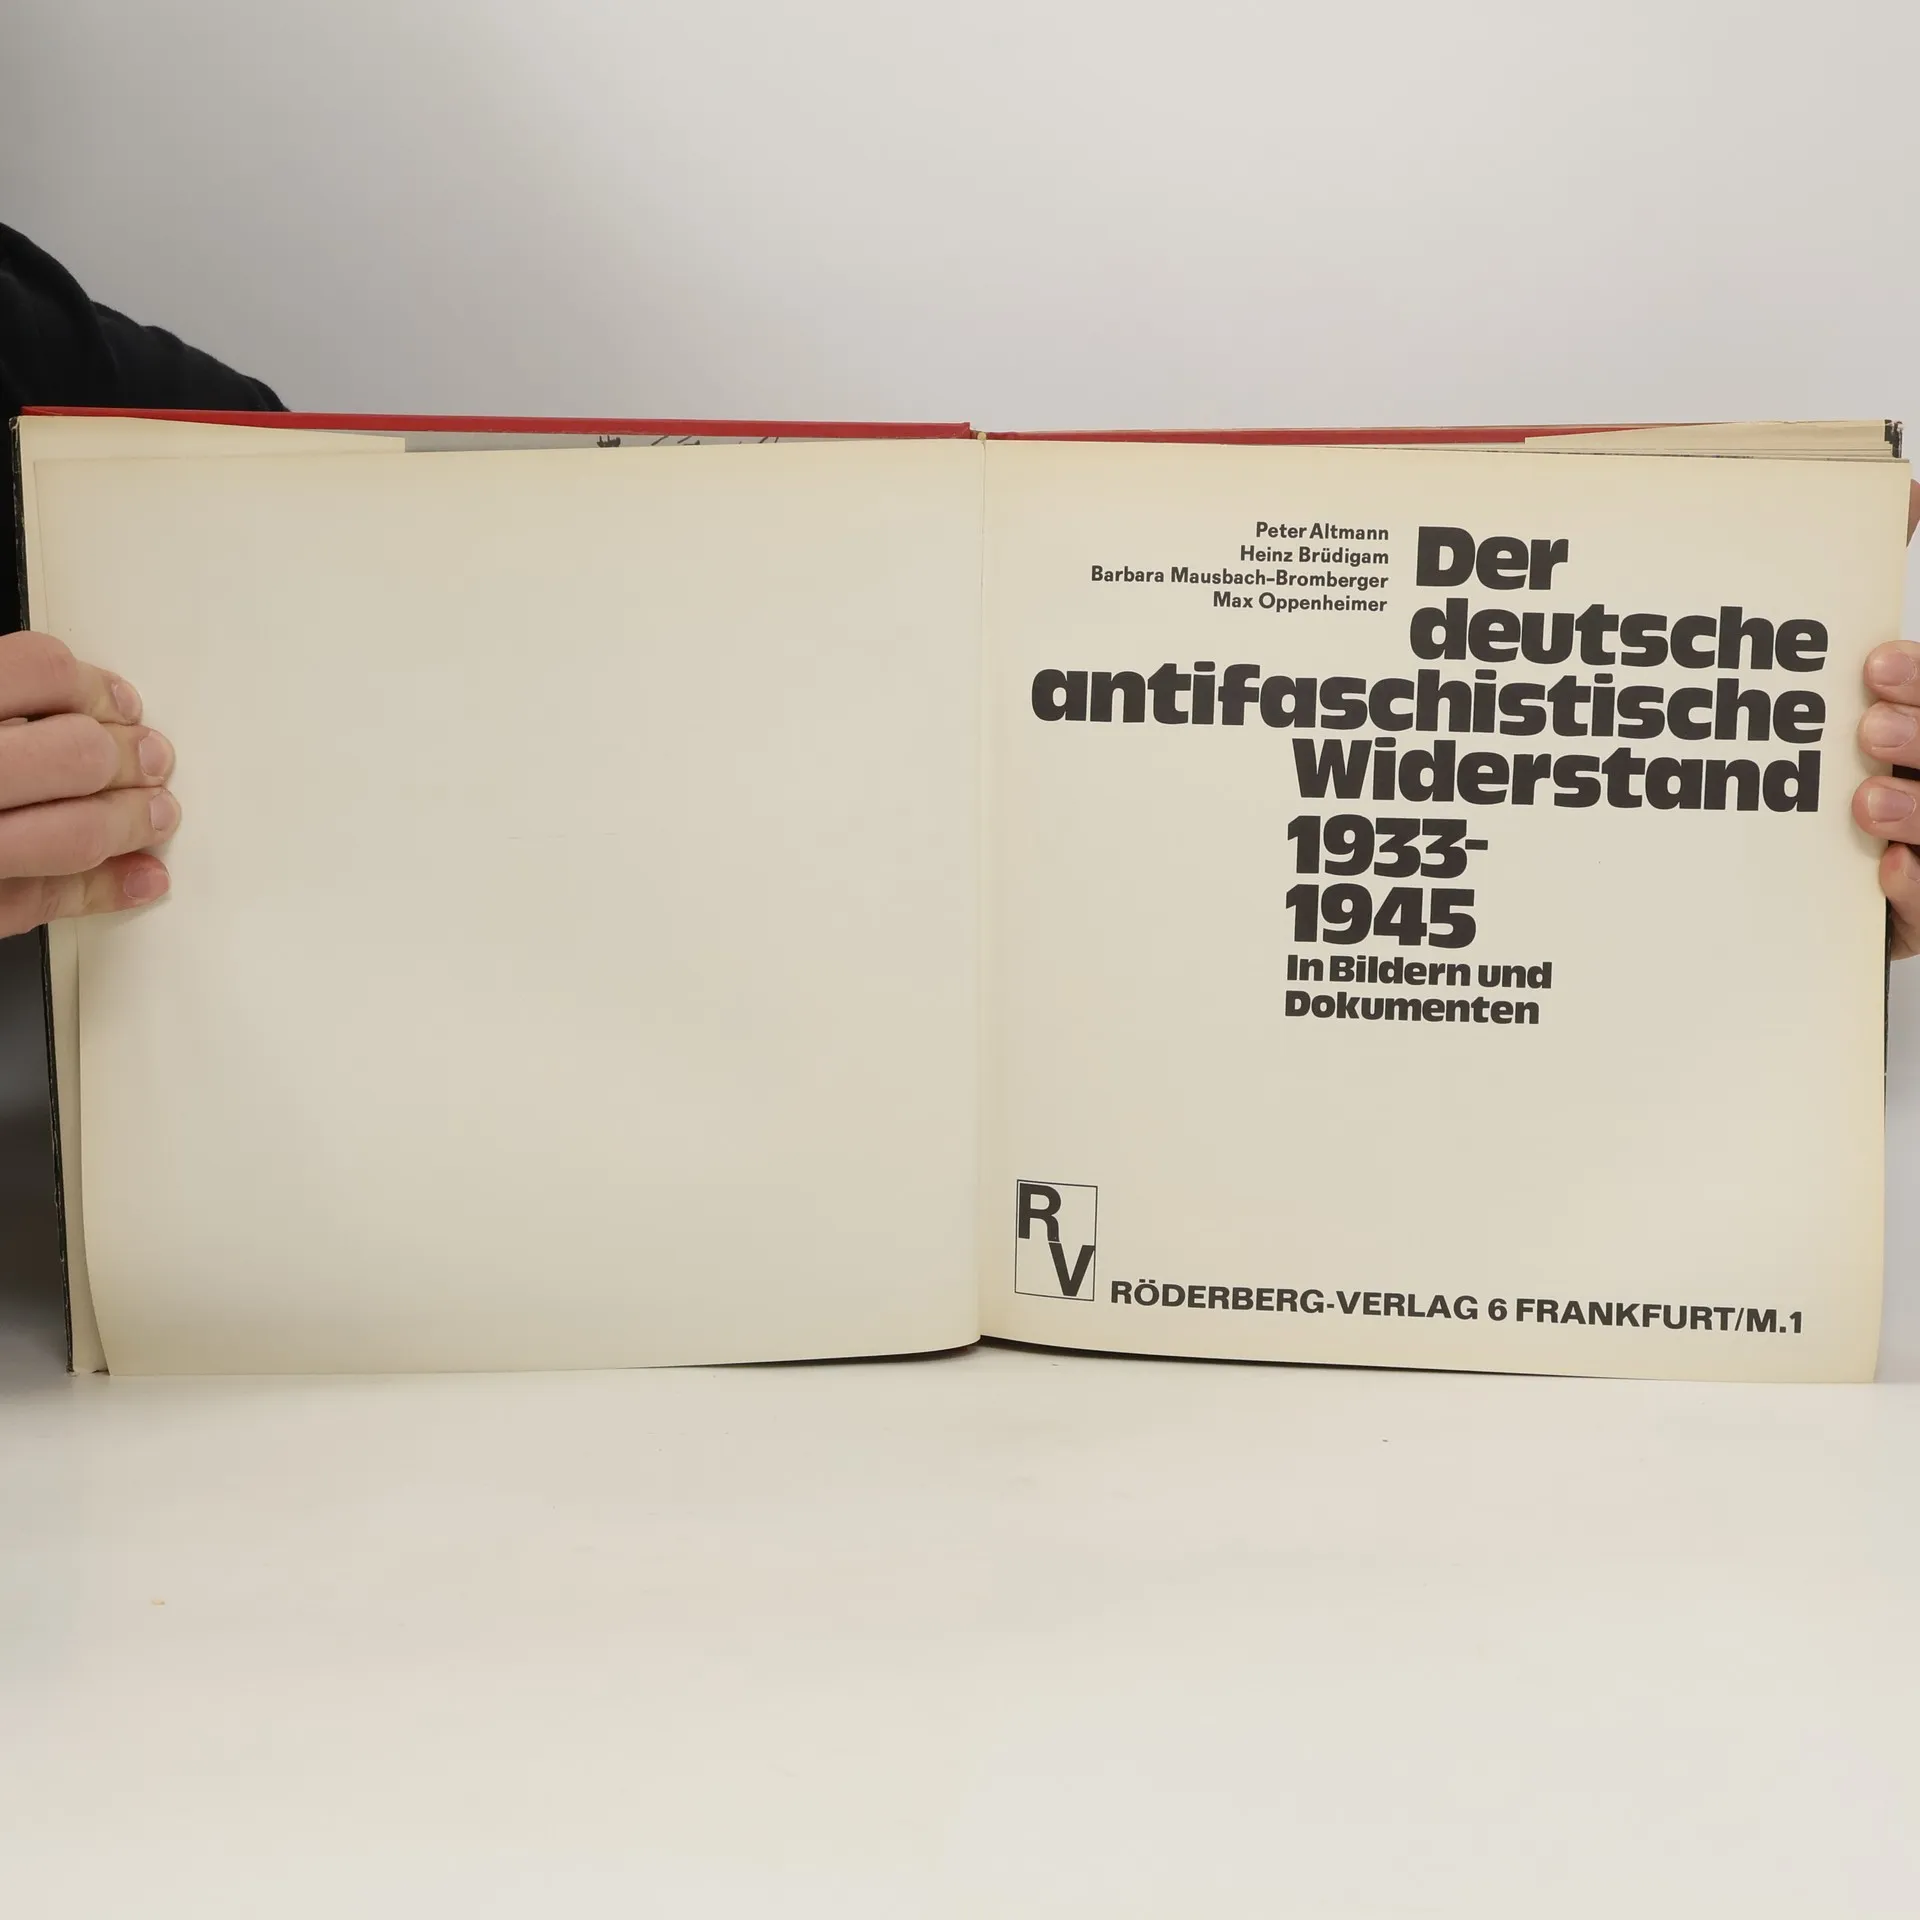 Peter Altmann
Heinz Brüdigam
Barbara Mausbach-Bromberger
Max Oppenheimer
Der
deutsche
antifaschistische
Widerstand
1933-
1945
In Bildern und
Dokumenten
R
V
RÖDERBERG-VERLAG 6 FRANKFURT/M.1